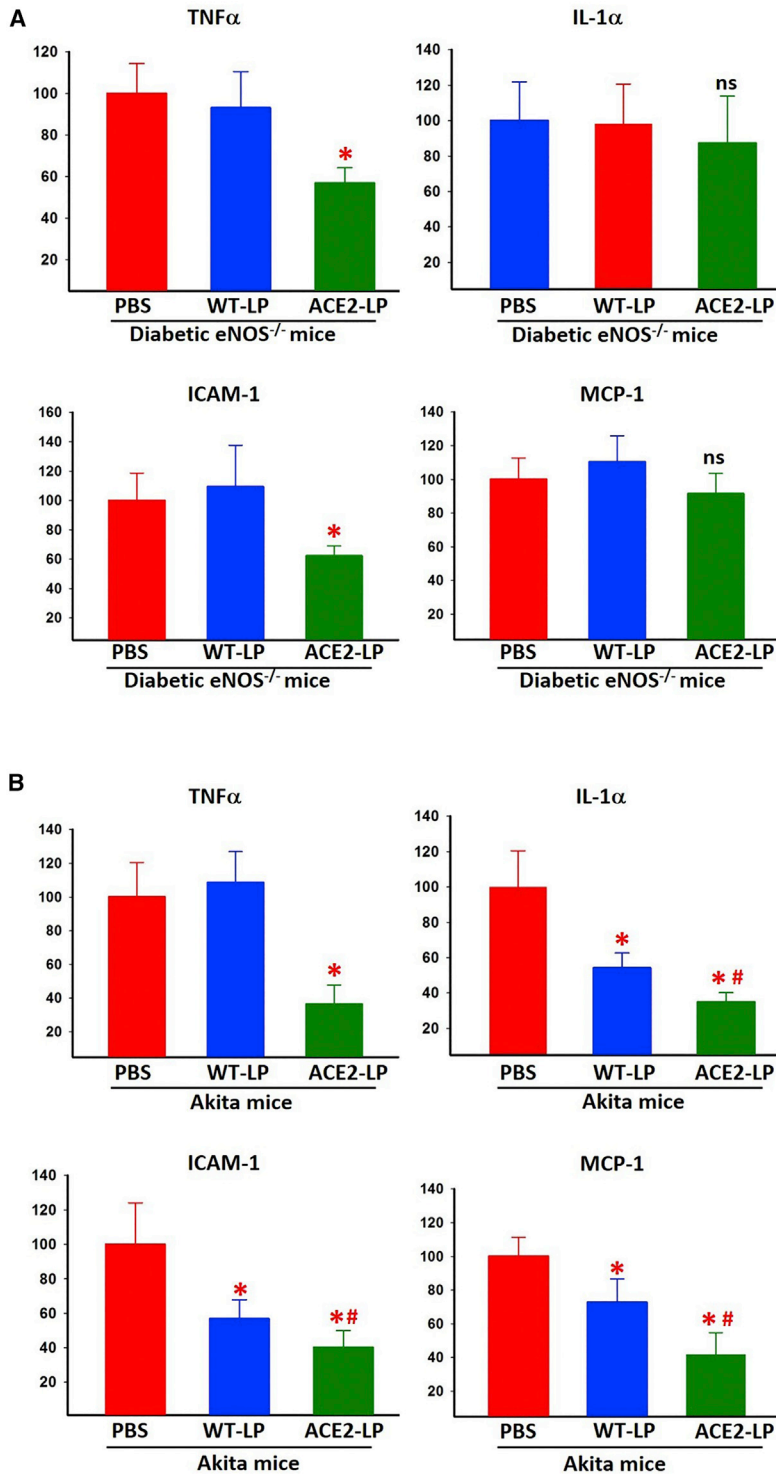 A
TNFα
120
100
80
60
40
20
*
PBS WT-LP ACE2-LP
Diabetic eNOS-/- mice
IL-1α
140
120
100
80
60
40
20
ns
PBS WT-LP ACE2-LP
Diabetic eNOS-/- mice
ICAM-1
160
140
120
100
80
60
40
20
*
PBS WT-LP ACE2-LP
Diabetic eNOS-/- mice
MCP-1
140
120
100
80
60
40
20
ns
PBS WT-LP ACE2-LP
Diabetic eNOS-/- mice
B
TNFα
140
120
100
80
60
40
20
*
PBS WT-LP ACE2-LP
Akita mice
IL-1α
140
120
100
80
60
40
20
*
* #
PBS WT-LP ACE2-LP
Akita mice
ICAM-1
140
120
100
80
60
40
20
*
*#
PBS WT-LP ACE2-LP
Akita mice
MCP-1
140
120
100
80
60
40
20
*
* #
PBS WT-LP ACE2-LP
Akita mice